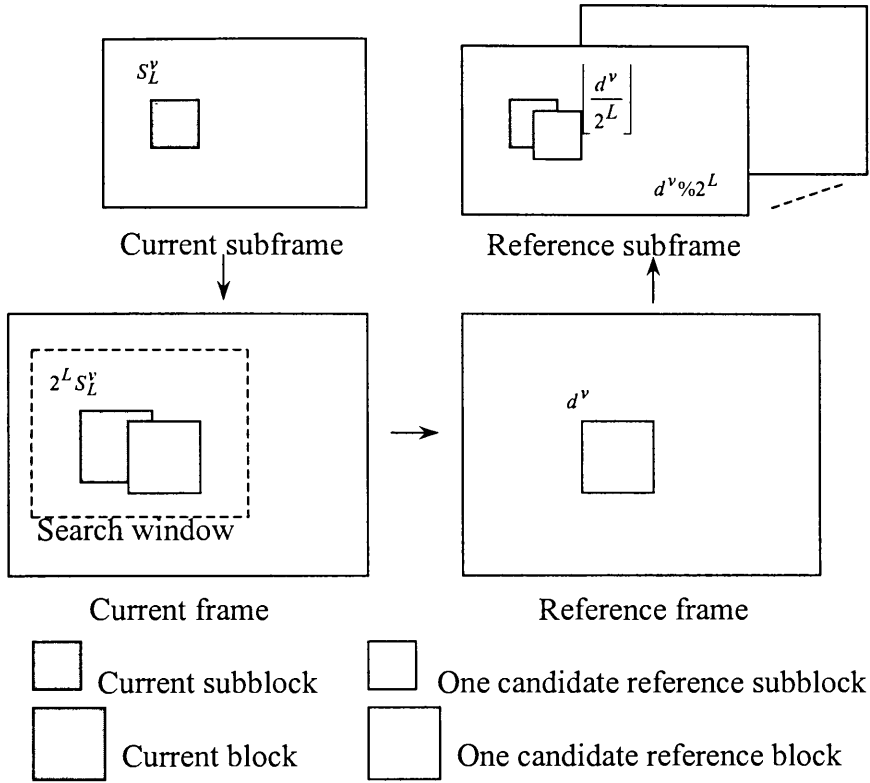 S_L^v
⌊d^v/2^L⌋
d^v%2^L
Current subframe
Reference subframe
2^L S_L^v
d^v
Search window
Current frame
Reference frame
Current subblock
One candidate reference subblock
Current block
One candidate reference block